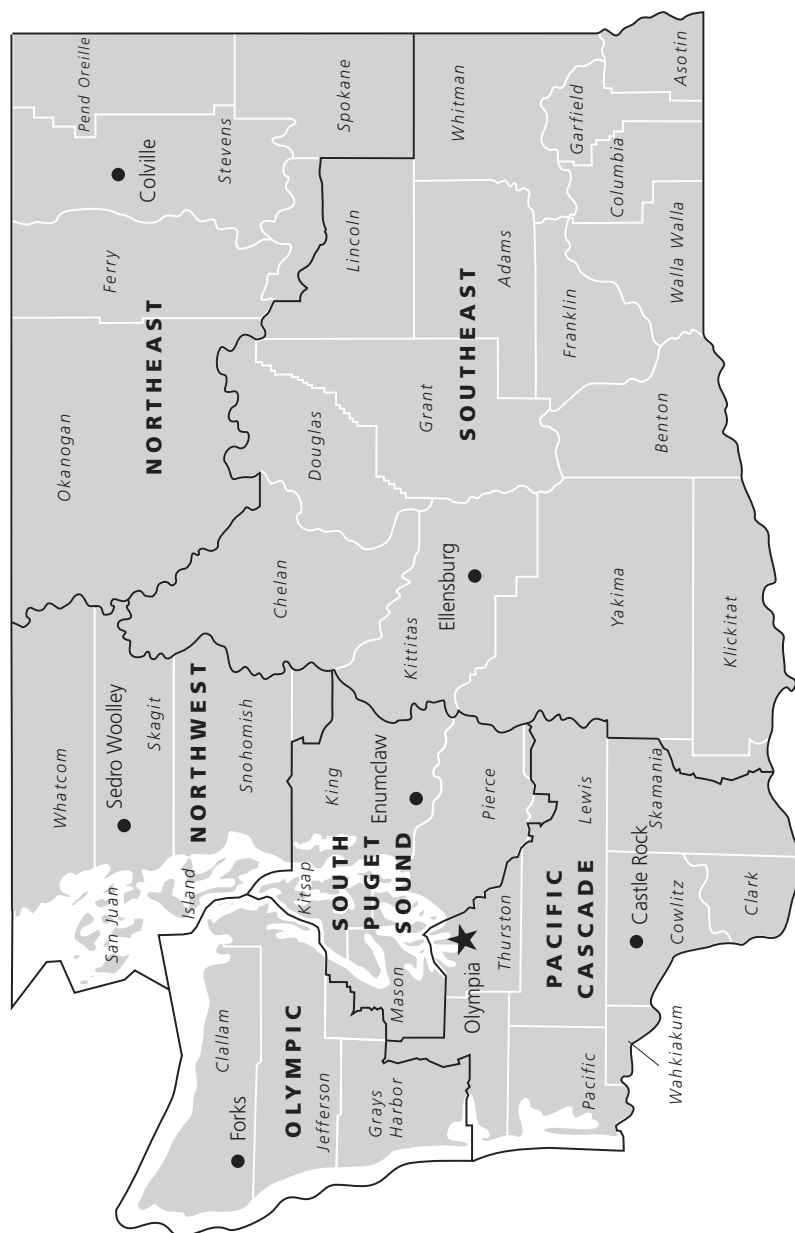 Whatcom
San Juan
Sedro Woolley
Skagit
Island
NORTHWEST
Snohomish
Okanogan
Ferry
Pend Oreille
Colville
Stevens
NORTHEAST
Spokane
Clallam
Forks
OLYMPIC
Jefferson
Grays
Harbor
Kitsap
King
SOUTH
PUGET
SOUND
Enumclaw
Mason
Pierce
Chelan
Douglas
Lincoln
Grant
SOUTHEAST
Adams
Whitman
Kittitas
Ellensburg
Olympia
Thurston
PACIFIC
CASCADE
Lewis
Pacific
Wahkiakum
Castle Rock
Cowlitz
Skamania
Clark
Yakima
Klickitat
Benton
Franklin
Walla Walla
Columbia
Garfield
Asotin